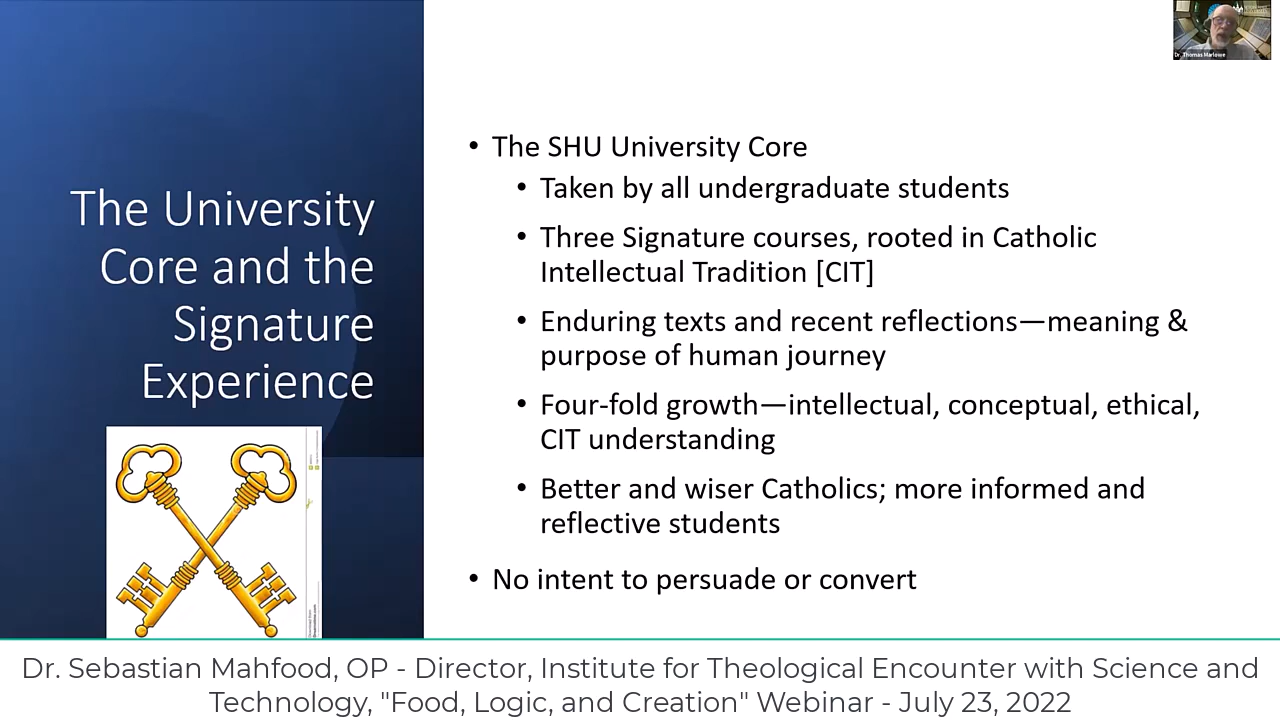 Dr. Thomas Marlowe
The University
Core and the
Signature
Experience
• The SHU University Core
• Taken by all undergraduate students
• Three Signature courses, rooted in Catholic
Intellectual Tradition [CIT]
• Enduring texts and recent reflections—meaning &
purpose of human journey
• Four-fold growth—intellectual, conceptual, ethical,
CIT understanding
• Better and wiser Catholics; more informed and
reflective students
• No intent to persuade or convert
Dr. Sebastian Mahfood, OP - Director, Institute for Theological Encounter with Science and
Technology, "Food, Logic, and Creation" Webinar - July 23, 2022